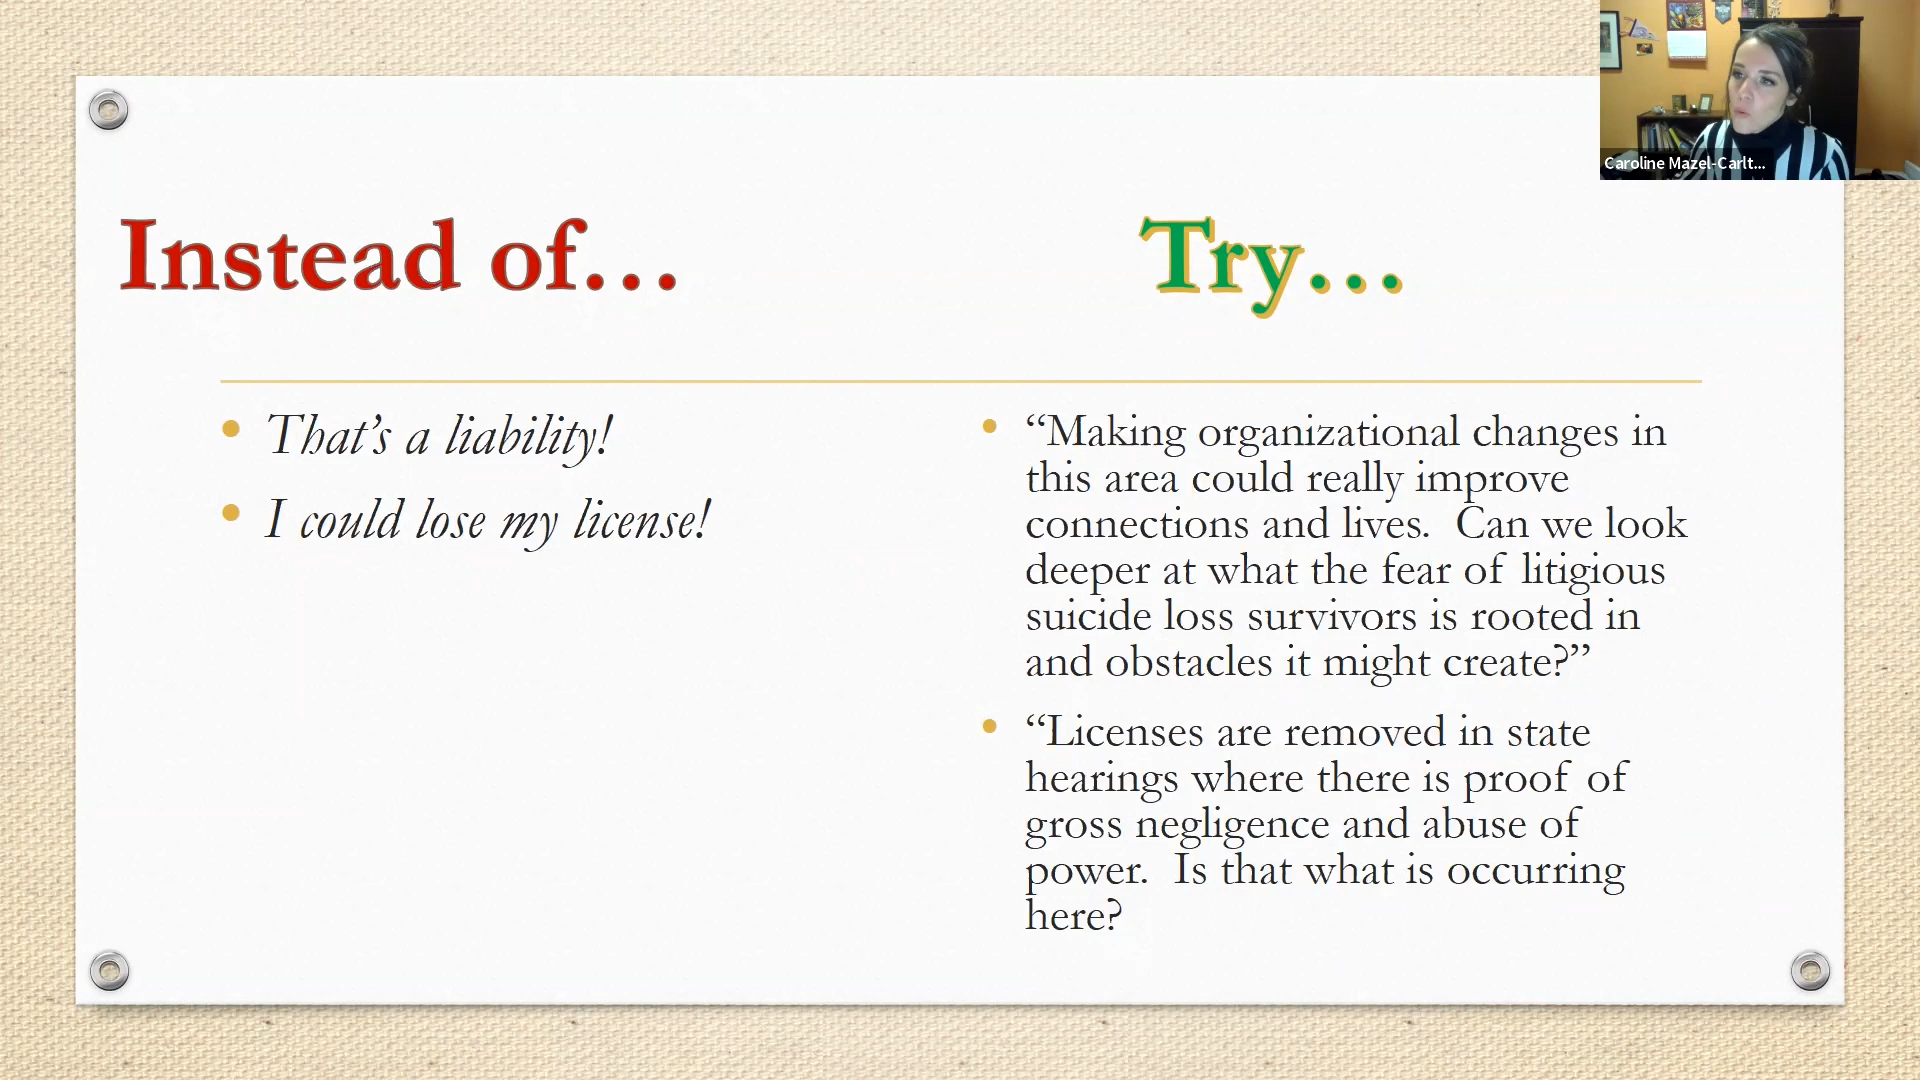 Caroline Mazel-Carlt...
Instead of...
Try...
• That's a liability!
• I could lose my license!
• “Making organizational changes in
this area could really improve
connections and lives.  Can we look
deeper at what the fear of litigious
suicide loss survivors is rooted in
and obstacles it might create?”
• “Licenses are removed in state
hearings where there is proof of
gross negligence and abuse of
power.  Is that what is occurring
here?